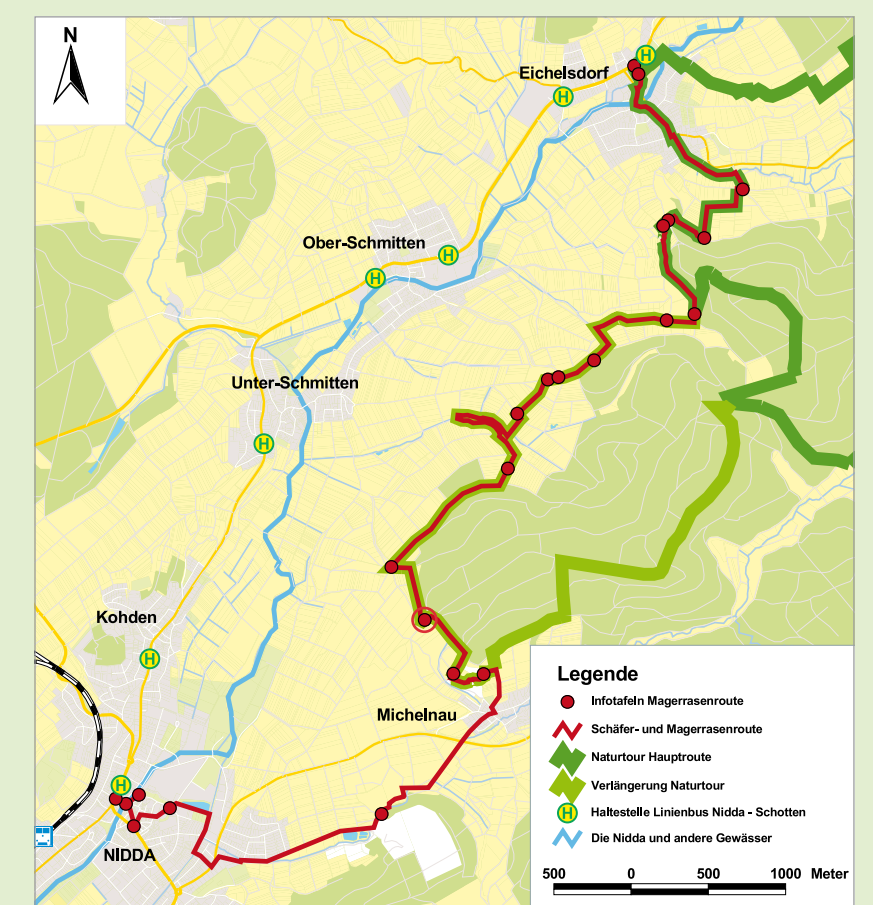 N
Eichelsdorf
H
H
Ober-Schmitten
H
H
Unter-Schmitten
H
Kohden
H
Michelnau
H
NIDDA
Legende
Infotafeln Magerrasenroute
Schäfer- und Magerrasenroute
Naturtour Hauptroute
Verlängerung Naturtour
H Haltestelle Linienbus Nidda - Schotten
Die Nidda und andere Gewässer
500 0 500 1000 Meter